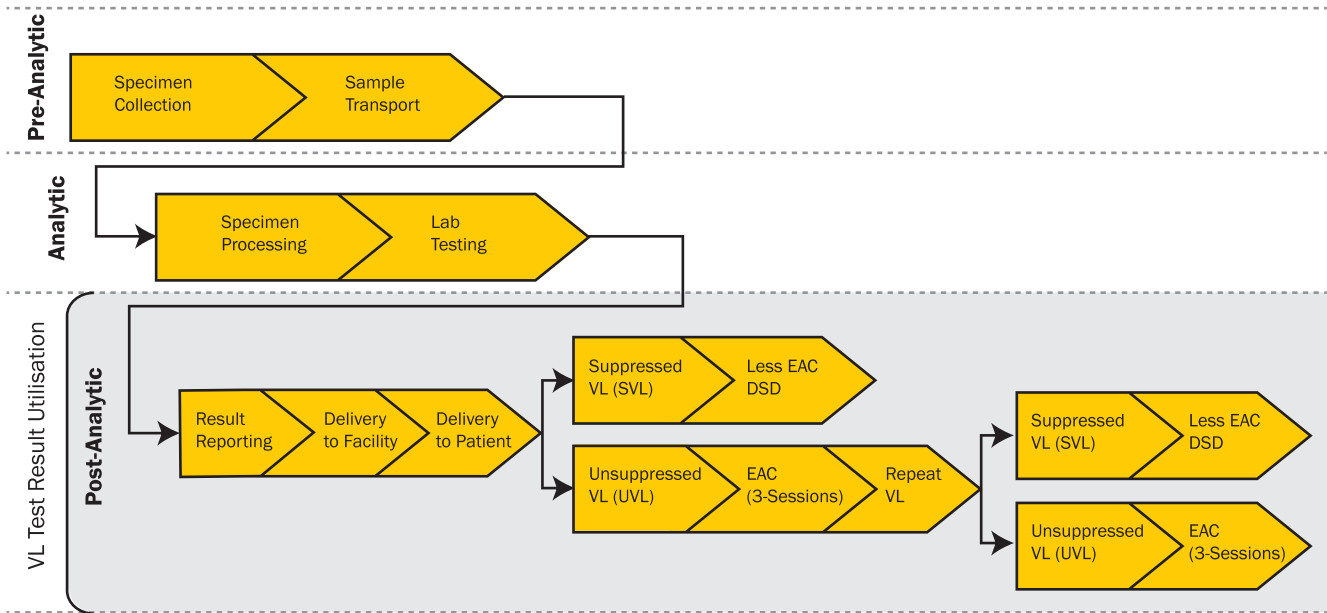 Pre-Analytic
Specimen
Collection
Sample
Transport
Analytic
Specimen
Processing
Lab
Testing
VL Test Result Utilisation
Post-Analytic
Result
Reporting
Delivery
to Facility
Delivery
to Patient
Suppressed
VL (SVL)
Less EAC
DSD
Unsuppressed
VL (UVL)
EAC
(3-Sessions)
Repeat
VL
Suppressed
VL (SVL)
Less EAC
DSD
Unsuppressed
VL (UVL)
EAC
(3-Sessions)